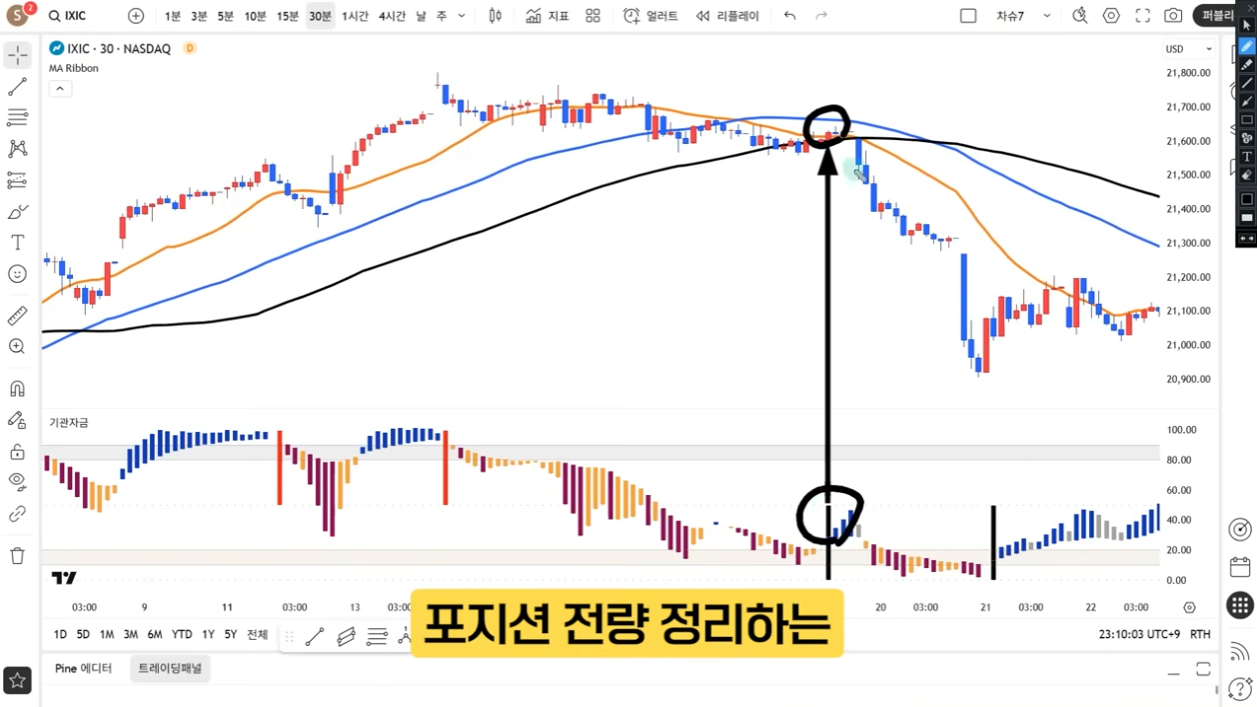 S 2 IXIC 1분 3분 5분 10분 15분 30분 1시간 4시간 날 주 지표 얼러트 리플레이 차슈7 퍼블리
IXIC · 30 · NASDAQ D
USD
MA Ribbon
21,800.00
21,700.00
21,600.00
21,500.00
21,400.00
21,300.00
21,200.00
21,100.00
21,000.00
20,900.00
기관자금
100.00
80.00
60.00
40.00
20.00
0.00
03:00 9 11 03:00 13 03:00 20 03:00 21 03:00 22 03:00
포지션 전량 정리하는
1D 5D 1M 3M 6M YTD 1Y 5Y 전체
23:10:03 UTC+9 RTH
Pine 에디터 트레이딩패널